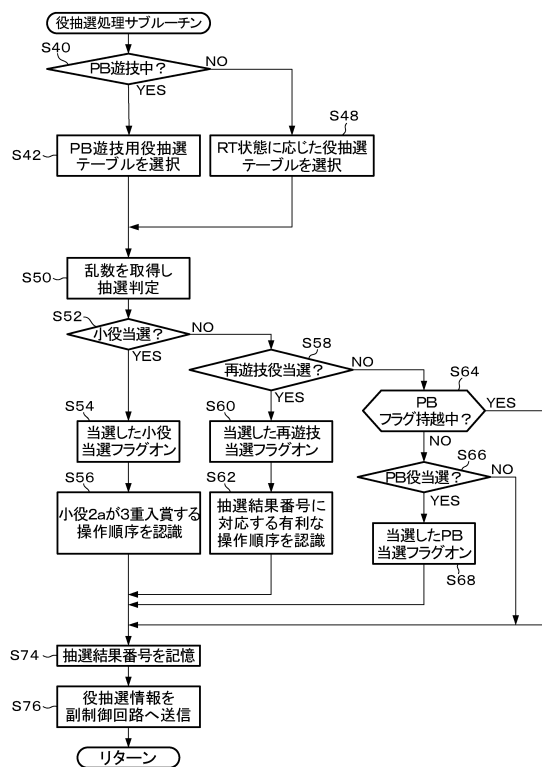 役抽選処理サブルーチン
S40
PB遊技中？
NO
YES
S42
PB遊技用役抽選
テーブルを選択
S48
RT状態に応じた役抽選
テーブルを選択
S50
乱数を取得し
抽選判定
S52
小役当選？
NO
YES
S58
再遊技役当選？
NO
YES
S64
PB
フラグ持越中？
YES
NO
S54
当選した小役
当選フラグオン
S60
当選した再遊技
当選フラグオン
S66
PB役当選？
NO
YES
S56
小役2aが3重入賞する
操作順序を認識
S62
抽選結果番号に
対応する有利な
操作順序を認識
当選したPB
当選フラグオン
S68
S74
抽選結果番号を記憶
S76
役抽選情報を
副制御回路へ送信
リターン